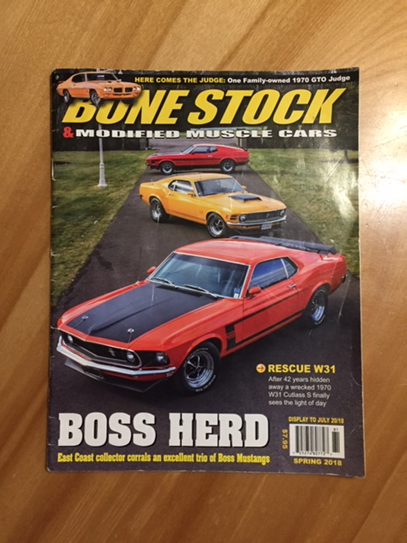 HERE COMES THE JUDGE: One Family-owned 1970 GTO Judge
BONE STOCK
& MODIFIED MUSCLE CARS
RESCUE W31
After 42 years hidden
away a wrecked 1970
W31 Cutlass S finally
sees the light of day
BOSS HERD
East Coast collector corrals an excellent trio of Boss Mustangs
DISPLAY TO JULY 2018
$7.95
SPRING 2018